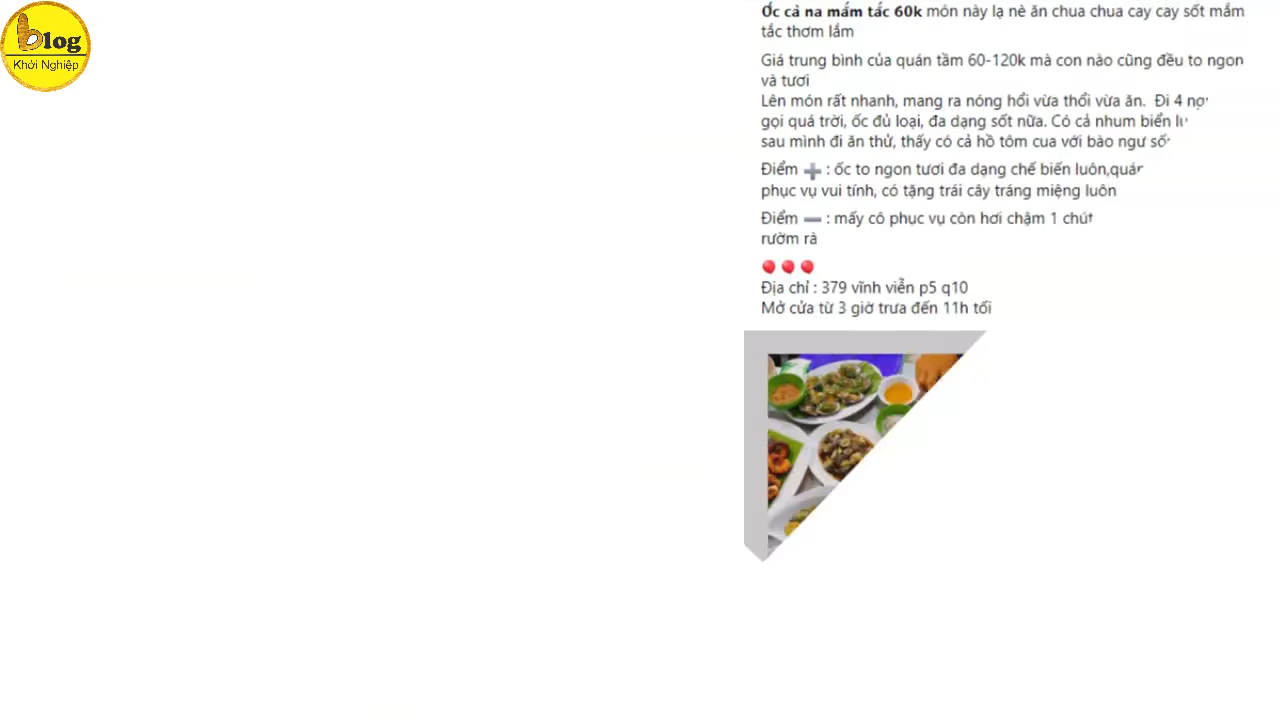 blog
Khởi Nghiệp
Ốc cà na mắm tắc 60k món này lạ nè ăn chua chua cay cay sốt mắm
tắc thơm lắm
Giá trung bình của quán tầm 60-120k mà con nào cũng đều to ngon
và tươi
Lên món rất nhanh, mang ra nóng hổi vừa thổi vừa ăn. Đi 4
gọi quá trời, ốc đủ loại, đa dạng sốt nữa. Có cả nhum biển
sau mình đi ăn thử, thấy có cả hồ tôm cua với bào ngư
Điểm ➕ : ốc to ngon tươi đa dạng chế biến luôn,
phục vụ vui tính, có tặng trái cây tráng miệng luôn
Điểm ➖ : mấy cô phục vụ còn hơi chậm 1
rườm rà
🎈🎈🎈
Địa chỉ : 379 vĩnh viễn p5 q10
Mở cửa từ 3 giờ trưa đến 11h tối